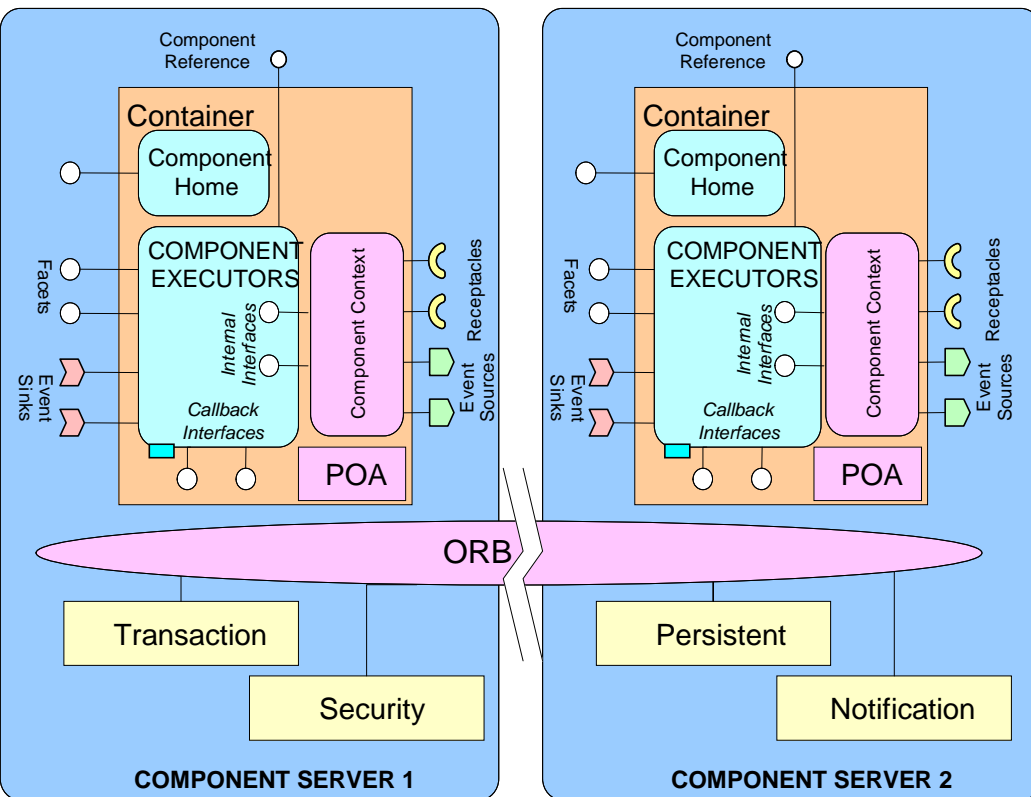 Component
Reference
Container
Component
Home
COMPONENT
EXECUTORS
Facets
Event
Sinks
Internal
Interfaces
Callback
Interfaces
Component Context
Receptacles
Event
Sources
POA
Component
Reference
Container
Component
Home
COMPONENT
EXECUTORS
Facets
Event
Sinks
Internal
Interfaces
Callback
Interfaces
Component Context
Receptacles
Event
Sources
POA
ORB
Transaction
Security
Persistent
Notification
COMPONENT SERVER 1
COMPONENT SERVER 2